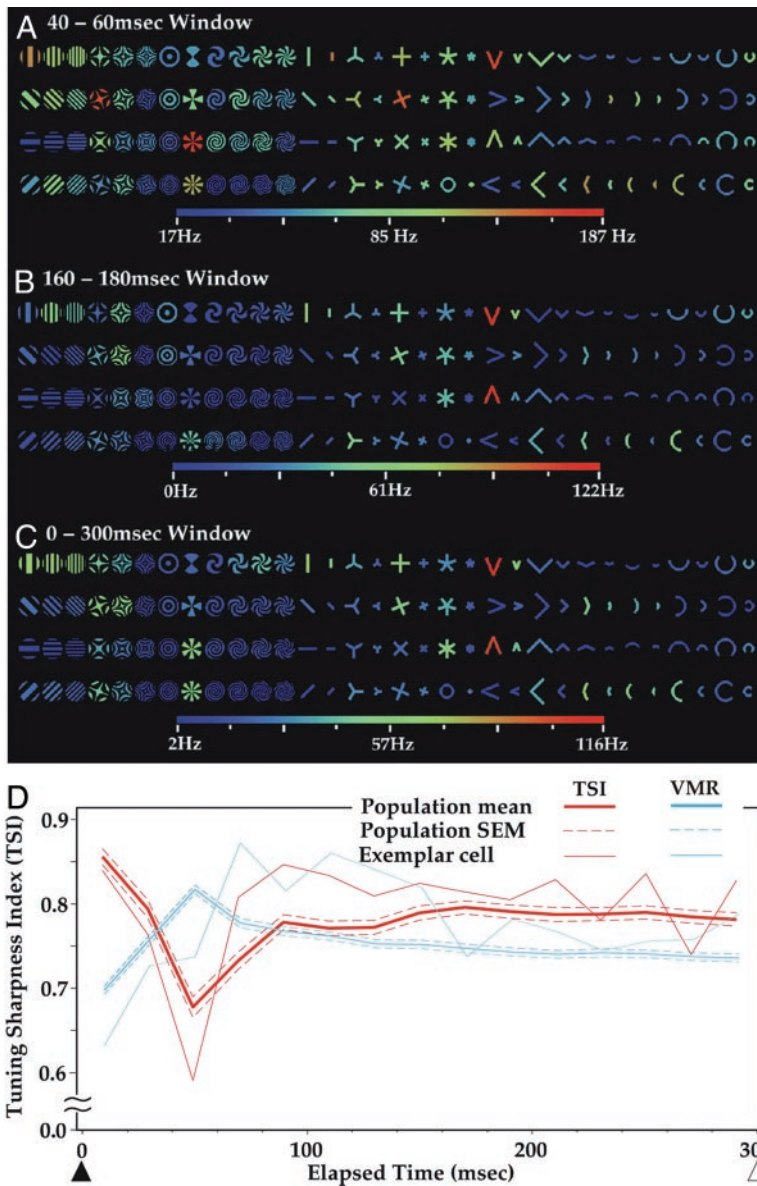 A 40 – 60msec Window
17Hz 85 Hz 187 Hz
B 160 – 180msec Window
0Hz 61Hz 122Hz
C 0 – 300msec Window
2Hz 57Hz 116Hz
D
TSI VMR
Population mean
Population SEM
Exemplar cell
Tuning Sharpness Index (TSI)
0.9
0.8
0.7
0.6
0.0
0 100 200 30
Elapsed Time (msec)